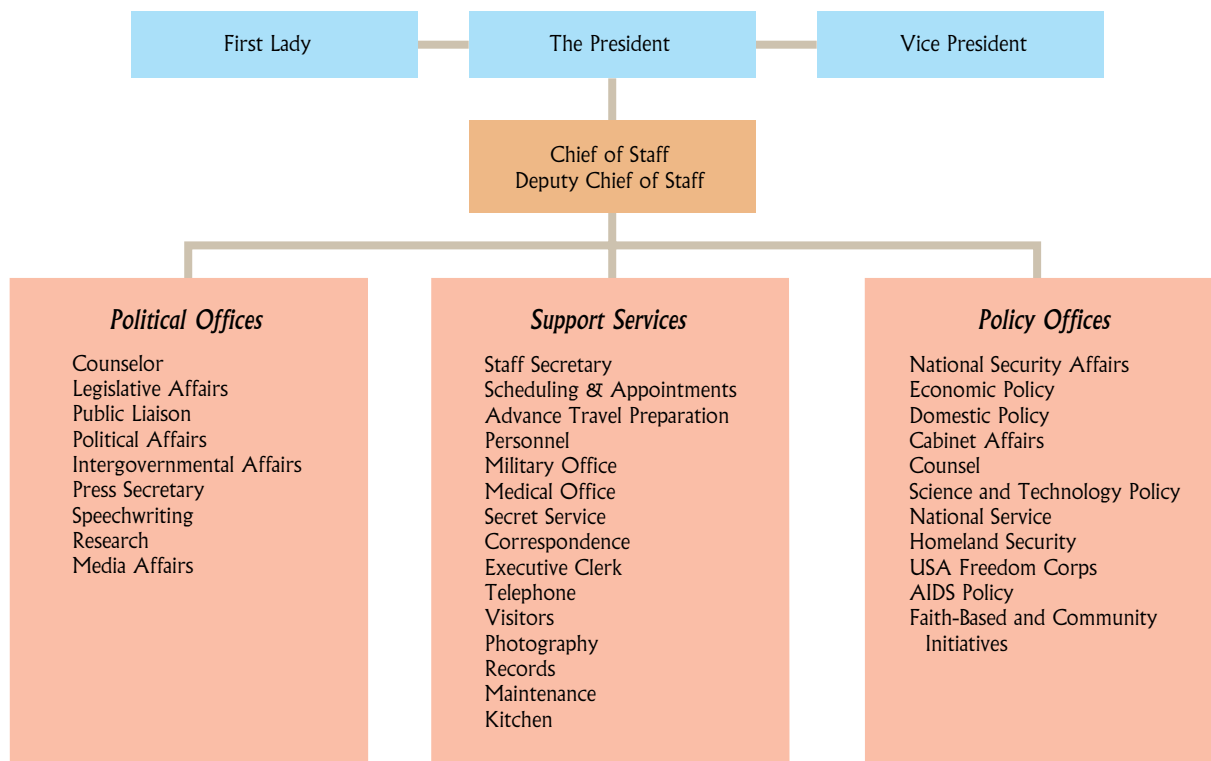 First Lady
The President
Vice President
Chief of Staff
Deputy Chief of Staff
Political Offices
Counselor
Legislative Affairs
Public Liaison
Political Affairs
Intergovernmental Affairs
Press Secretary
Speechwriting
Research
Media Affairs
Support Services
Staff Secretary
Scheduling & Appointments
Advance Travel Preparation
Personnel
Military Office
Medical Office
Secret Service
Correspondence
Executive Clerk
Telephone
Visitors
Photography
Records
Maintenance
Kitchen
Policy Offices
National Security Affairs
Economic Policy
Domestic Policy
Cabinet Affairs
Counsel
Science and Technology Policy
National Service
Homeland Security
USA Freedom Corps
AIDS Policy
Faith-Based and Community
Initiatives